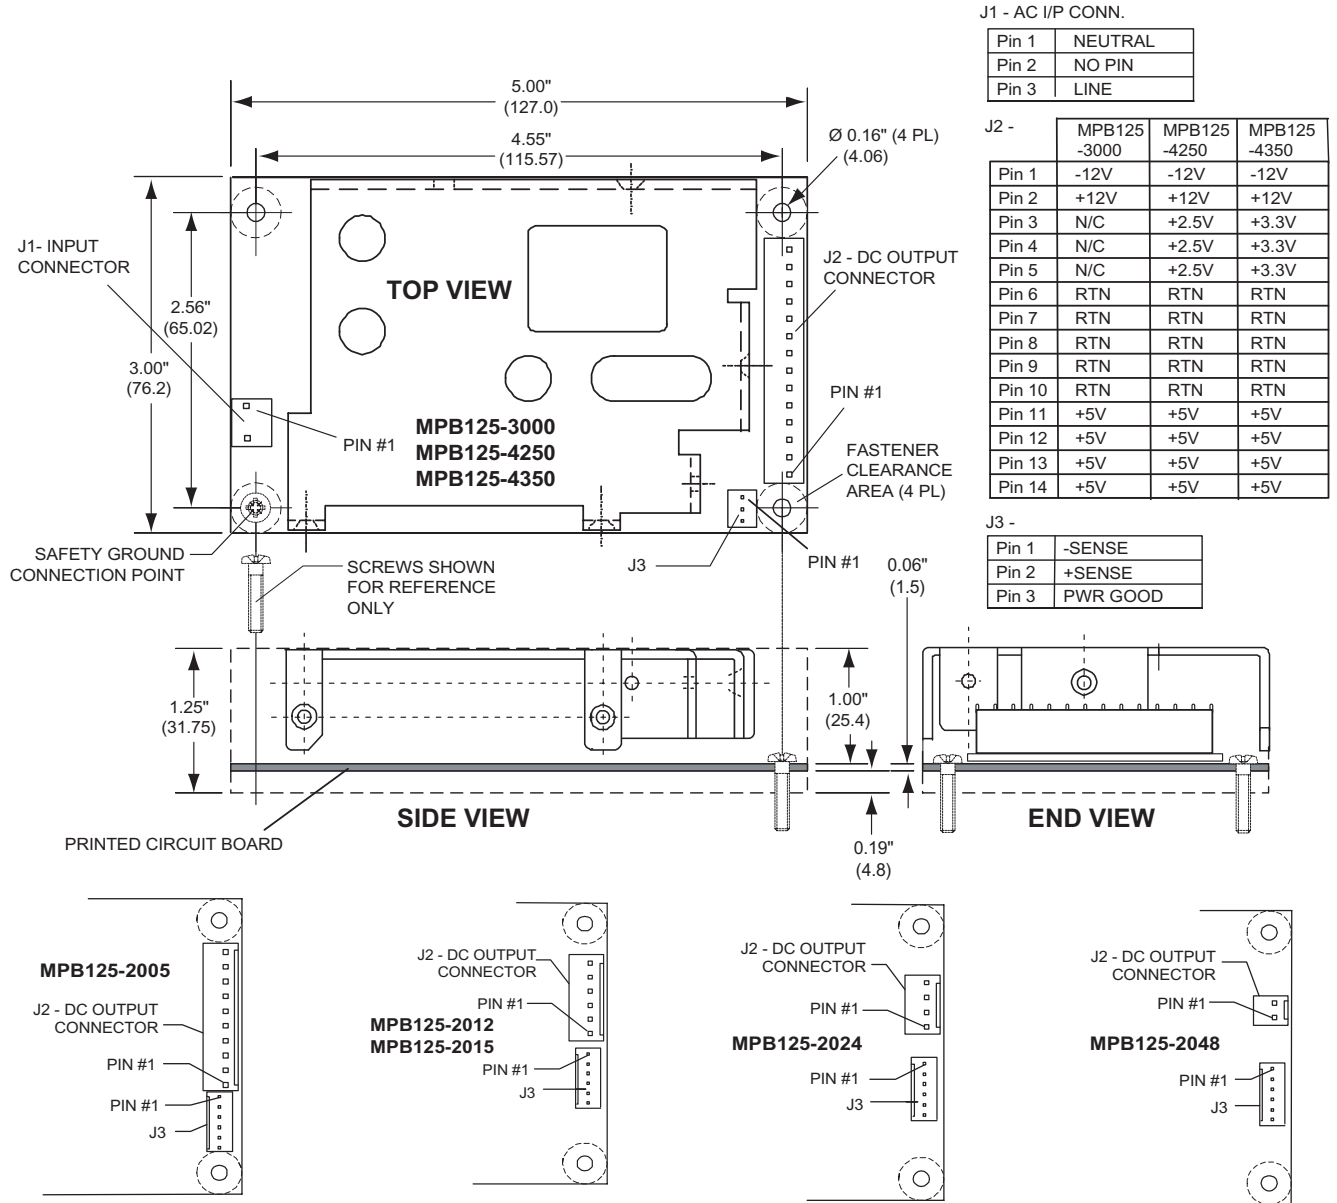 J1 - AC I/P CONN.
Pin 1 NEUTRAL
Pin 2 NO PIN
Pin 3 LINE
5.00"
(127.0)
4.55"
(115.57)
Ø 0.16" (4 PL)
(4.06)
J2 - MPB125 -3000 MPB125 -4250 MPB125 -4350
Pin 1 -12V -12V -12V
Pin 2 +12V +12V +12V
Pin 3 N/C +2.5V +3.3V
Pin 4 N/C +2.5V +3.3V
Pin 5 N/C +2.5V +3.3V
Pin 6 RTN RTN RTN
Pin 7 RTN RTN RTN
Pin 8 RTN RTN RTN
Pin 9 RTN RTN RTN
Pin 10 RTN RTN RTN
Pin 11 +5V +5V +5V
Pin 12 +5V +5V +5V
Pin 13 +5V +5V +5V
Pin 14 +5V +5V +5V
J3 -
Pin 1 -SENSE
Pin 2 +SENSE
Pin 3 PWR GOOD
J1- INPUT
CONNECTOR
TOP VIEW
J2 - DC OUTPUT
CONNECTOR
2.56"
(65.02)
3.00"
(76.2)
PIN #1
PIN #1
MPB125-3000
MPB125-4250
MPB125-4350
FASTENER
CLEARANCE
AREA (4 PL)
SAFETY GROUND
CONNECTION POINT
SCREWS SHOWN
FOR REFERENCE
ONLY
J3
PIN #1
0.06"
(1.5)
1.25"
(31.75)
1.00"
(25.4)
SIDE VIEW
END VIEW
PRINTED CIRCUIT BOARD
0.19"
(4.8)
MPB125-2005
J2 - DC OUTPUT
CONNECTOR
PIN #1
PIN #1
J3
J2 - DC OUTPUT
CONNECTOR
PIN #1
MPB125-2012
MPB125-2015
PIN #1
J3
J2 - DC OUTPUT
CONNECTOR
PIN #1
MPB125-2024
PIN #1
J3
J2 - DC OUTPUT
CONNECTOR
PIN #1
MPB125-2048
PIN #1
J3